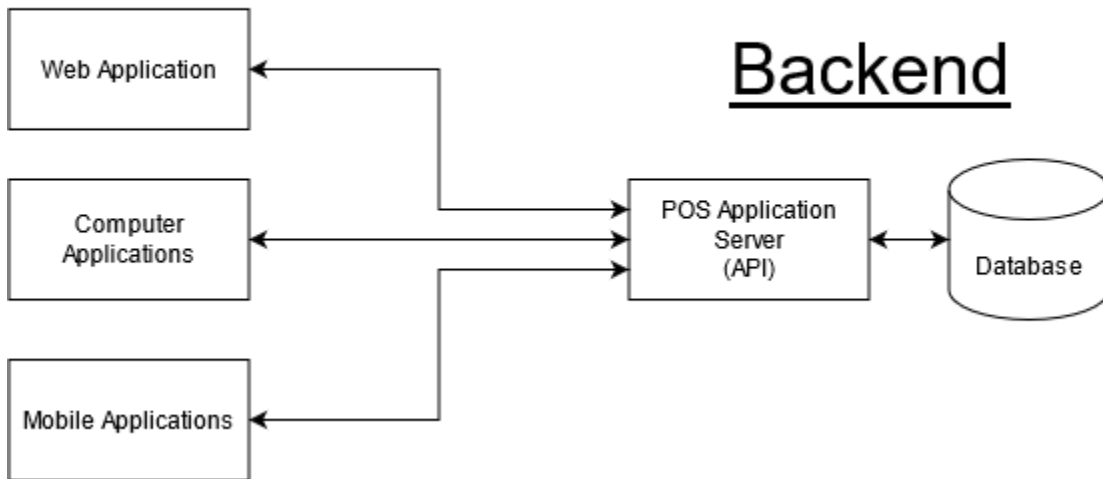 Web Application
Backend
Computer
Applications
POS Application
Server
(API)
Database
Mobile Applications